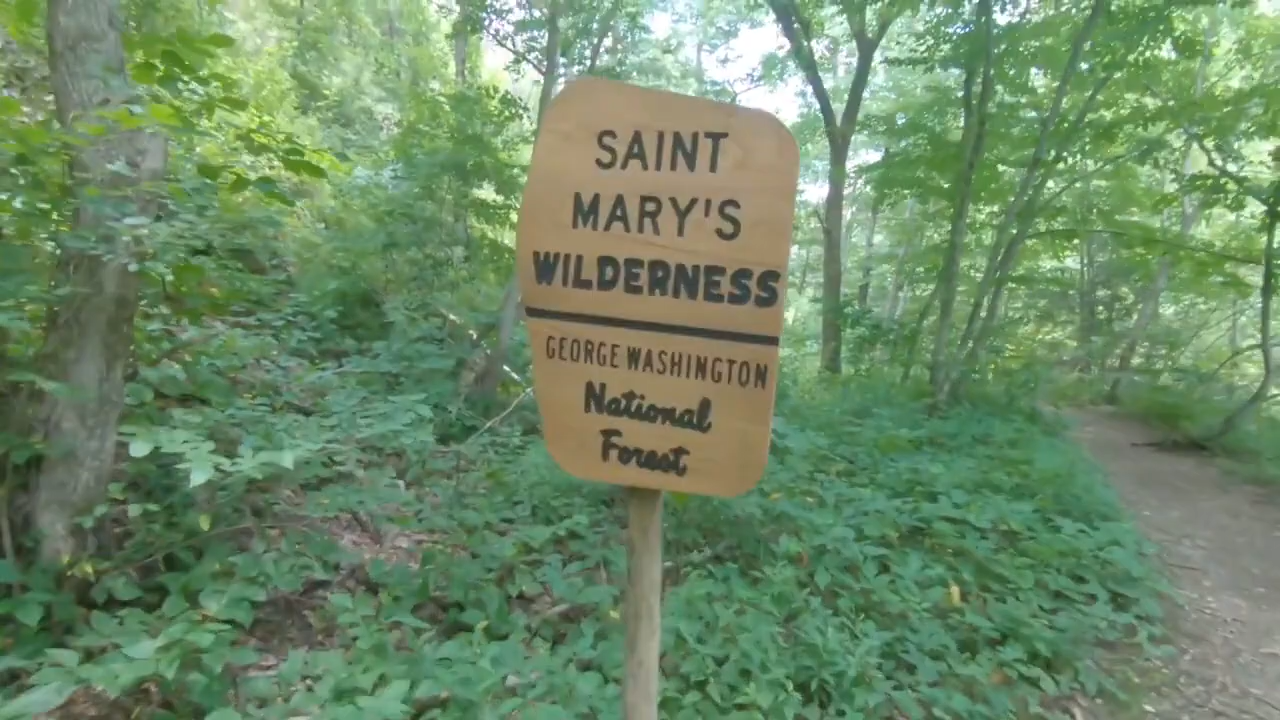 SAINT
MARY'S
WILDERNESS
GEORGE WASHINGTON
National
Forest